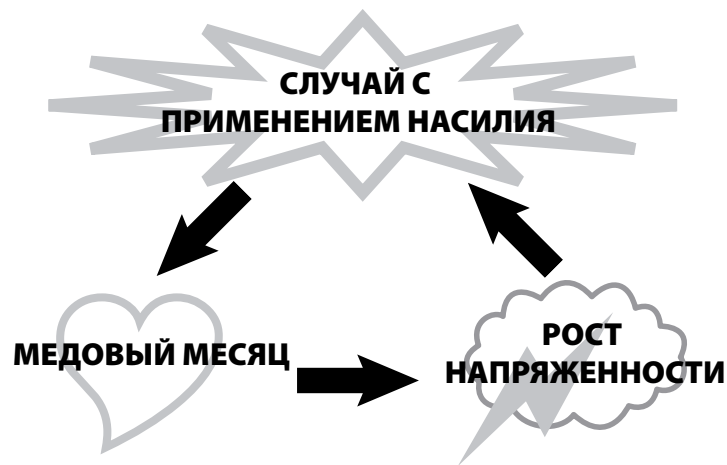 СЛУЧАЙ С
ПРИМЕНЕНИЕМ НАСИЛИЯ
МЕДОВЫЙ МЕСЯЦ
РОСТ
НАПРЯЖЕННОСТИ